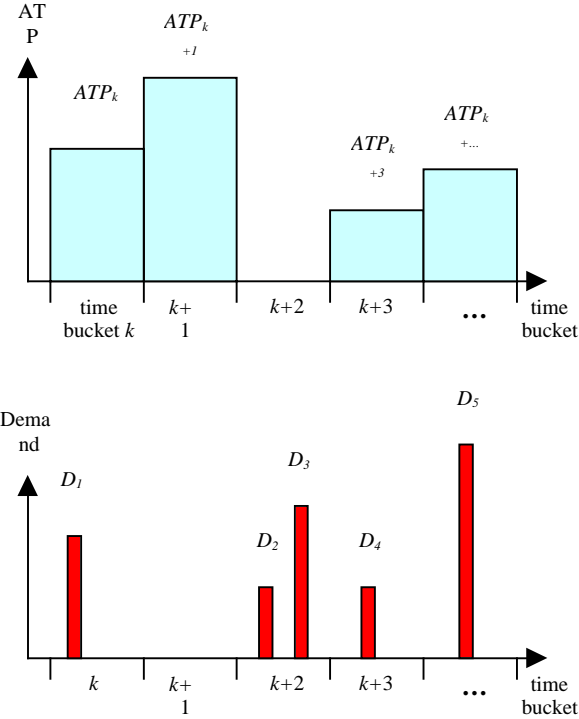 AT
P
ATPk
+1
ATPk
ATPk
+...
ATPk
+3
time
bucket k
k+
1
k+2
k+3
...
time
bucket
Dema
nd
D5
D1
D3
D2
D4
k
k+
1
k+2
k+3
...
time
bucket